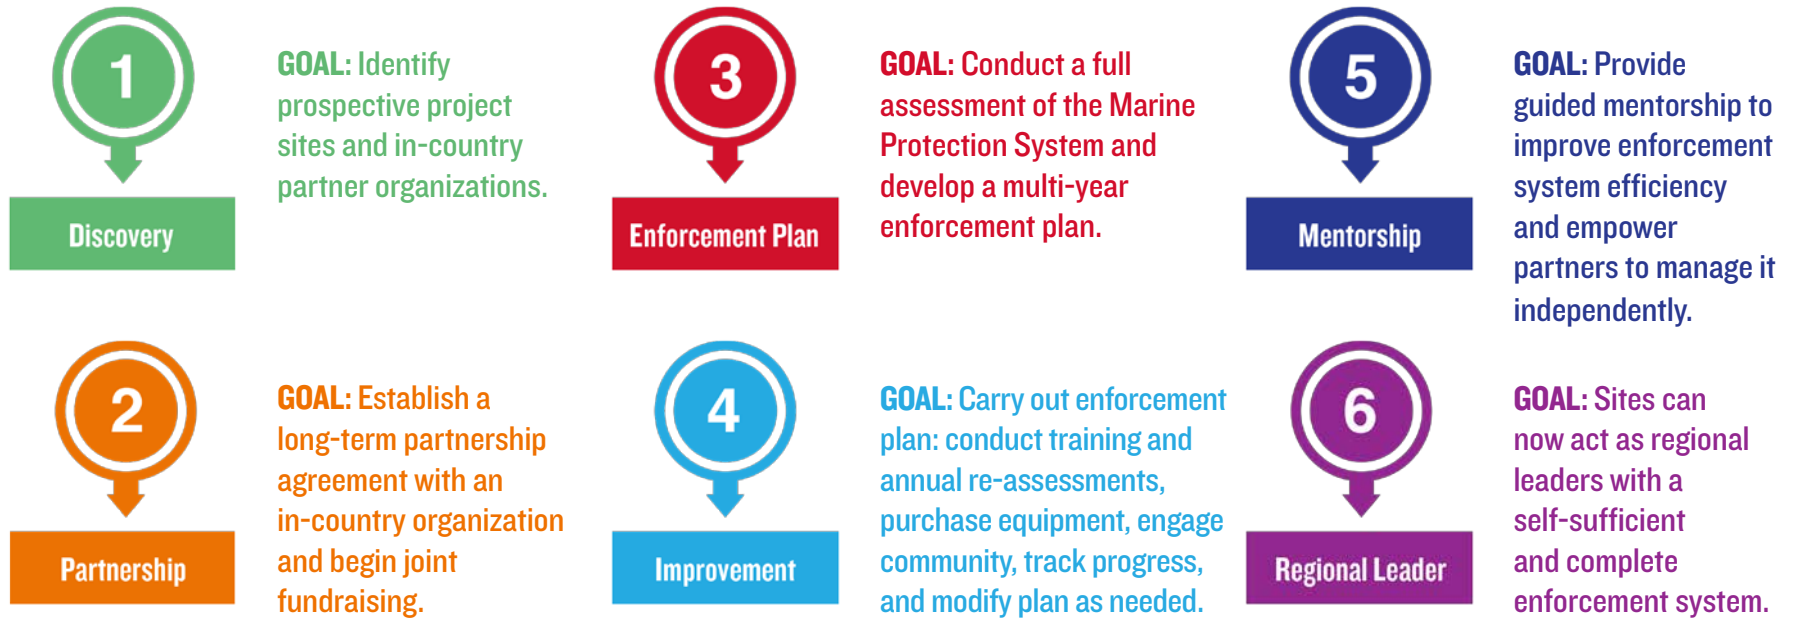 1
Discovery
GOAL: Identify
prospective project
sites and in-country
partner organizations.
2
Partnership
GOAL: Establish a
long-term partnership
agreement with an
in-country organization
and begin joint
fundraising.
3
Enforcement Plan
GOAL: Conduct a full
assessment of the Marine
Protection System and
develop a multi-year
enforcement plan.
4
Improvement
GOAL: Carry out enforcement
plan: conduct training and
annual re-assessments,
purchase equipment, engage
community, track progress,
and modify plan as needed.
5
Mentorship
GOAL: Provide
guided mentorship to
improve enforcement
system efficiency
and empower
partners to manage it
independently.
6
Regional Leader
GOAL: Sites can
now act as regional
leaders with a
self-sufficient
and complete
enforcement system.